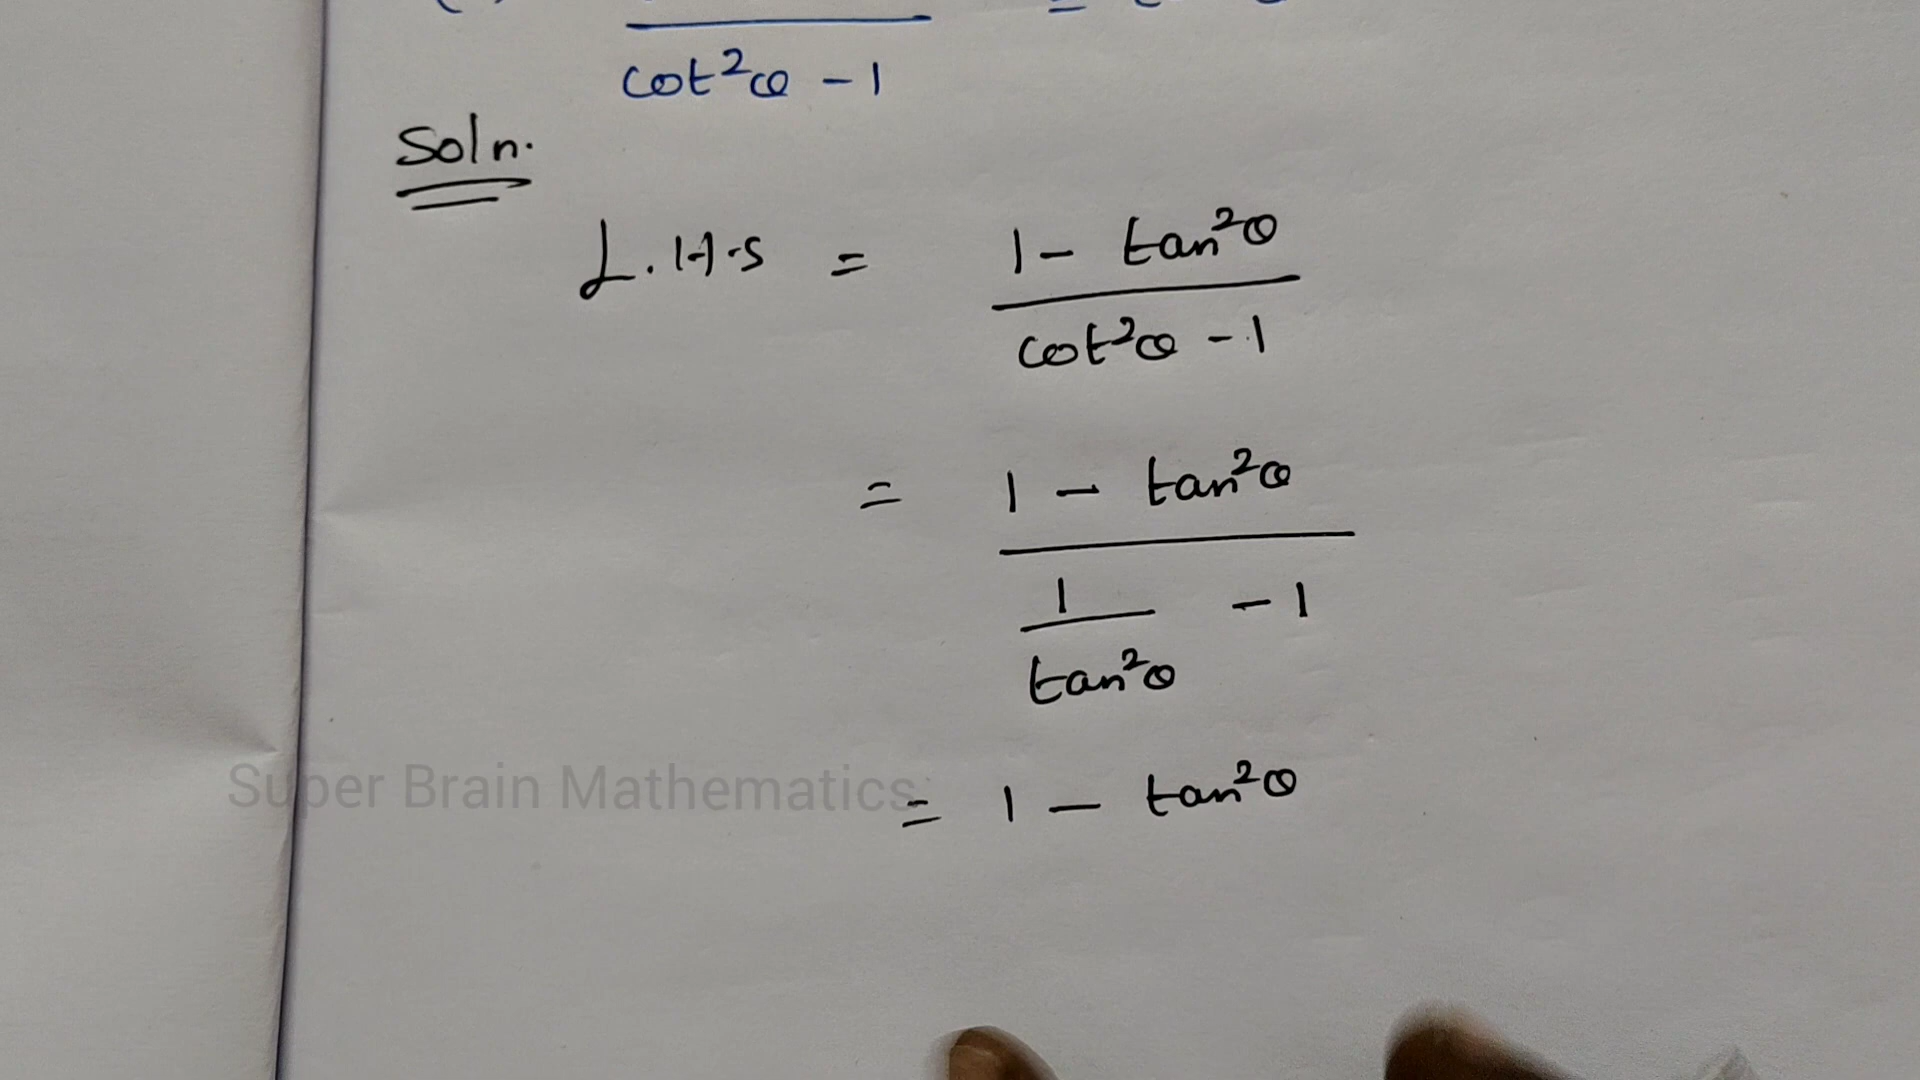 cot²θ - 1
Soln.
L.H.S = 1 - tan²θ
cot²θ - 1
= 1 - tan²θ
1 - 1
tan²θ
Super Brain Mathematics
= 1 - tan²θ